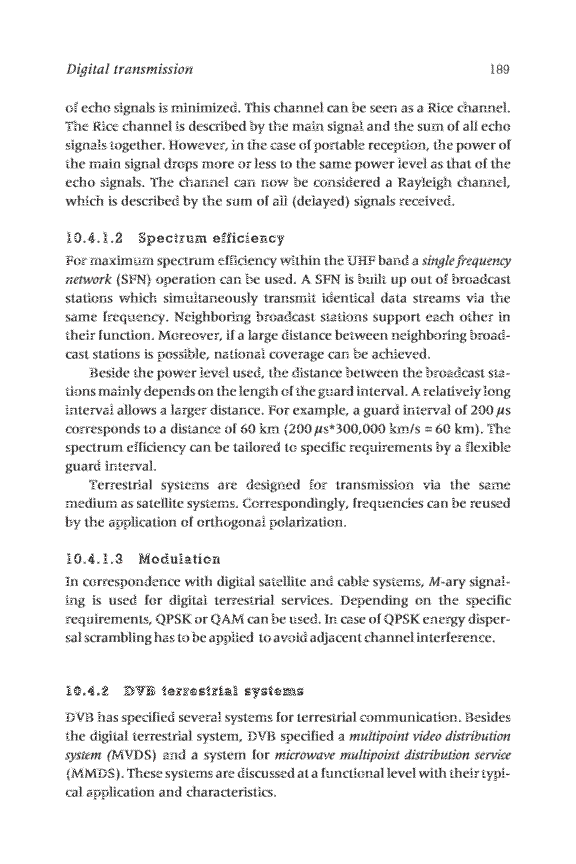 Digital transmission 189
of echo signals is minimized. This channel can be seen as a Rice channel.
The Rice channel is described by the main signal and the sum of all echo
signals together. However, in the case of portable reception, the power of
the main signal drops more or less to the same power level as that of the
echo signals. The channel can now be considered a Rayleigh channel,
which is described by the sum of all (delayed) signals received.
10.4.1.2 Spectrum efficiency
For maximum spectrum efficiency within the UHF band a single frequency
network (SFN) operation can be used. A SFN is built up out of broadcast
stations which simultaneously transmit identical data streams via the
same frequency. Neighboring broadcast stations support each other in
their function. Moreover, if a large distance between neighboring broad-
cast stations is possible, national coverage can be achieved.
Beside the power level used, the distance between the broadcast sta-
tions mainly depends on the length of the guard interval. A relatively long
interval allows a larger distance. For example, a guard interval of 200 μs
corresponds to a distance of 60 km (200 μs*300,000 km/s = 60 km). The
spectrum efficiency can be tailored to specific requirements by a flexible
guard interval.
Terrestrial systems are designed for transmission via the same
medium as satellite systems. Correspondingly, frequencies can be reused
by the application of orthogonal polarization.
10.4.1.3 Modulation
In correspondence with digital satellite and cable systems, M-ary signal-
ing is used for digital terrestrial services. Depending on the specific
requirements, QPSK or QAM can be used. In case of QPSK energy disper-
sal scrambling has to be applied to avoid adjacent channel interference.
10.4.2 DVB terrestrial systems
DVB has specified several systems for terrestrial communication. Besides
the digital terrestrial system, DVB specified a multipoint video distribution
system (MVDS) and a system for microwave multipoint distribution service
(MMDS). These systems are discussed at a functional level with their typi-
cal application and characteristics.